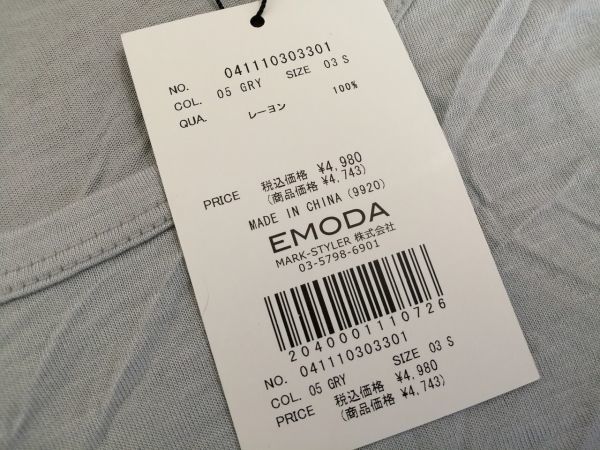 NO. 041110303301
COL. 05 GRY SIZE 03 S
QUA. レーヨン 100%
PRICE 税込価格 ¥4,980
(商品価格 ¥4,743)
MADE IN CHINA (9920)
EMODA
MARK-STYLER 株式会社
03-5798-6901
2040001110726
NO. 041110303301
COL. 05 GRY SIZE 03 S
PRICE 税込価格 ¥4,980
(商品価格 ¥4,743)